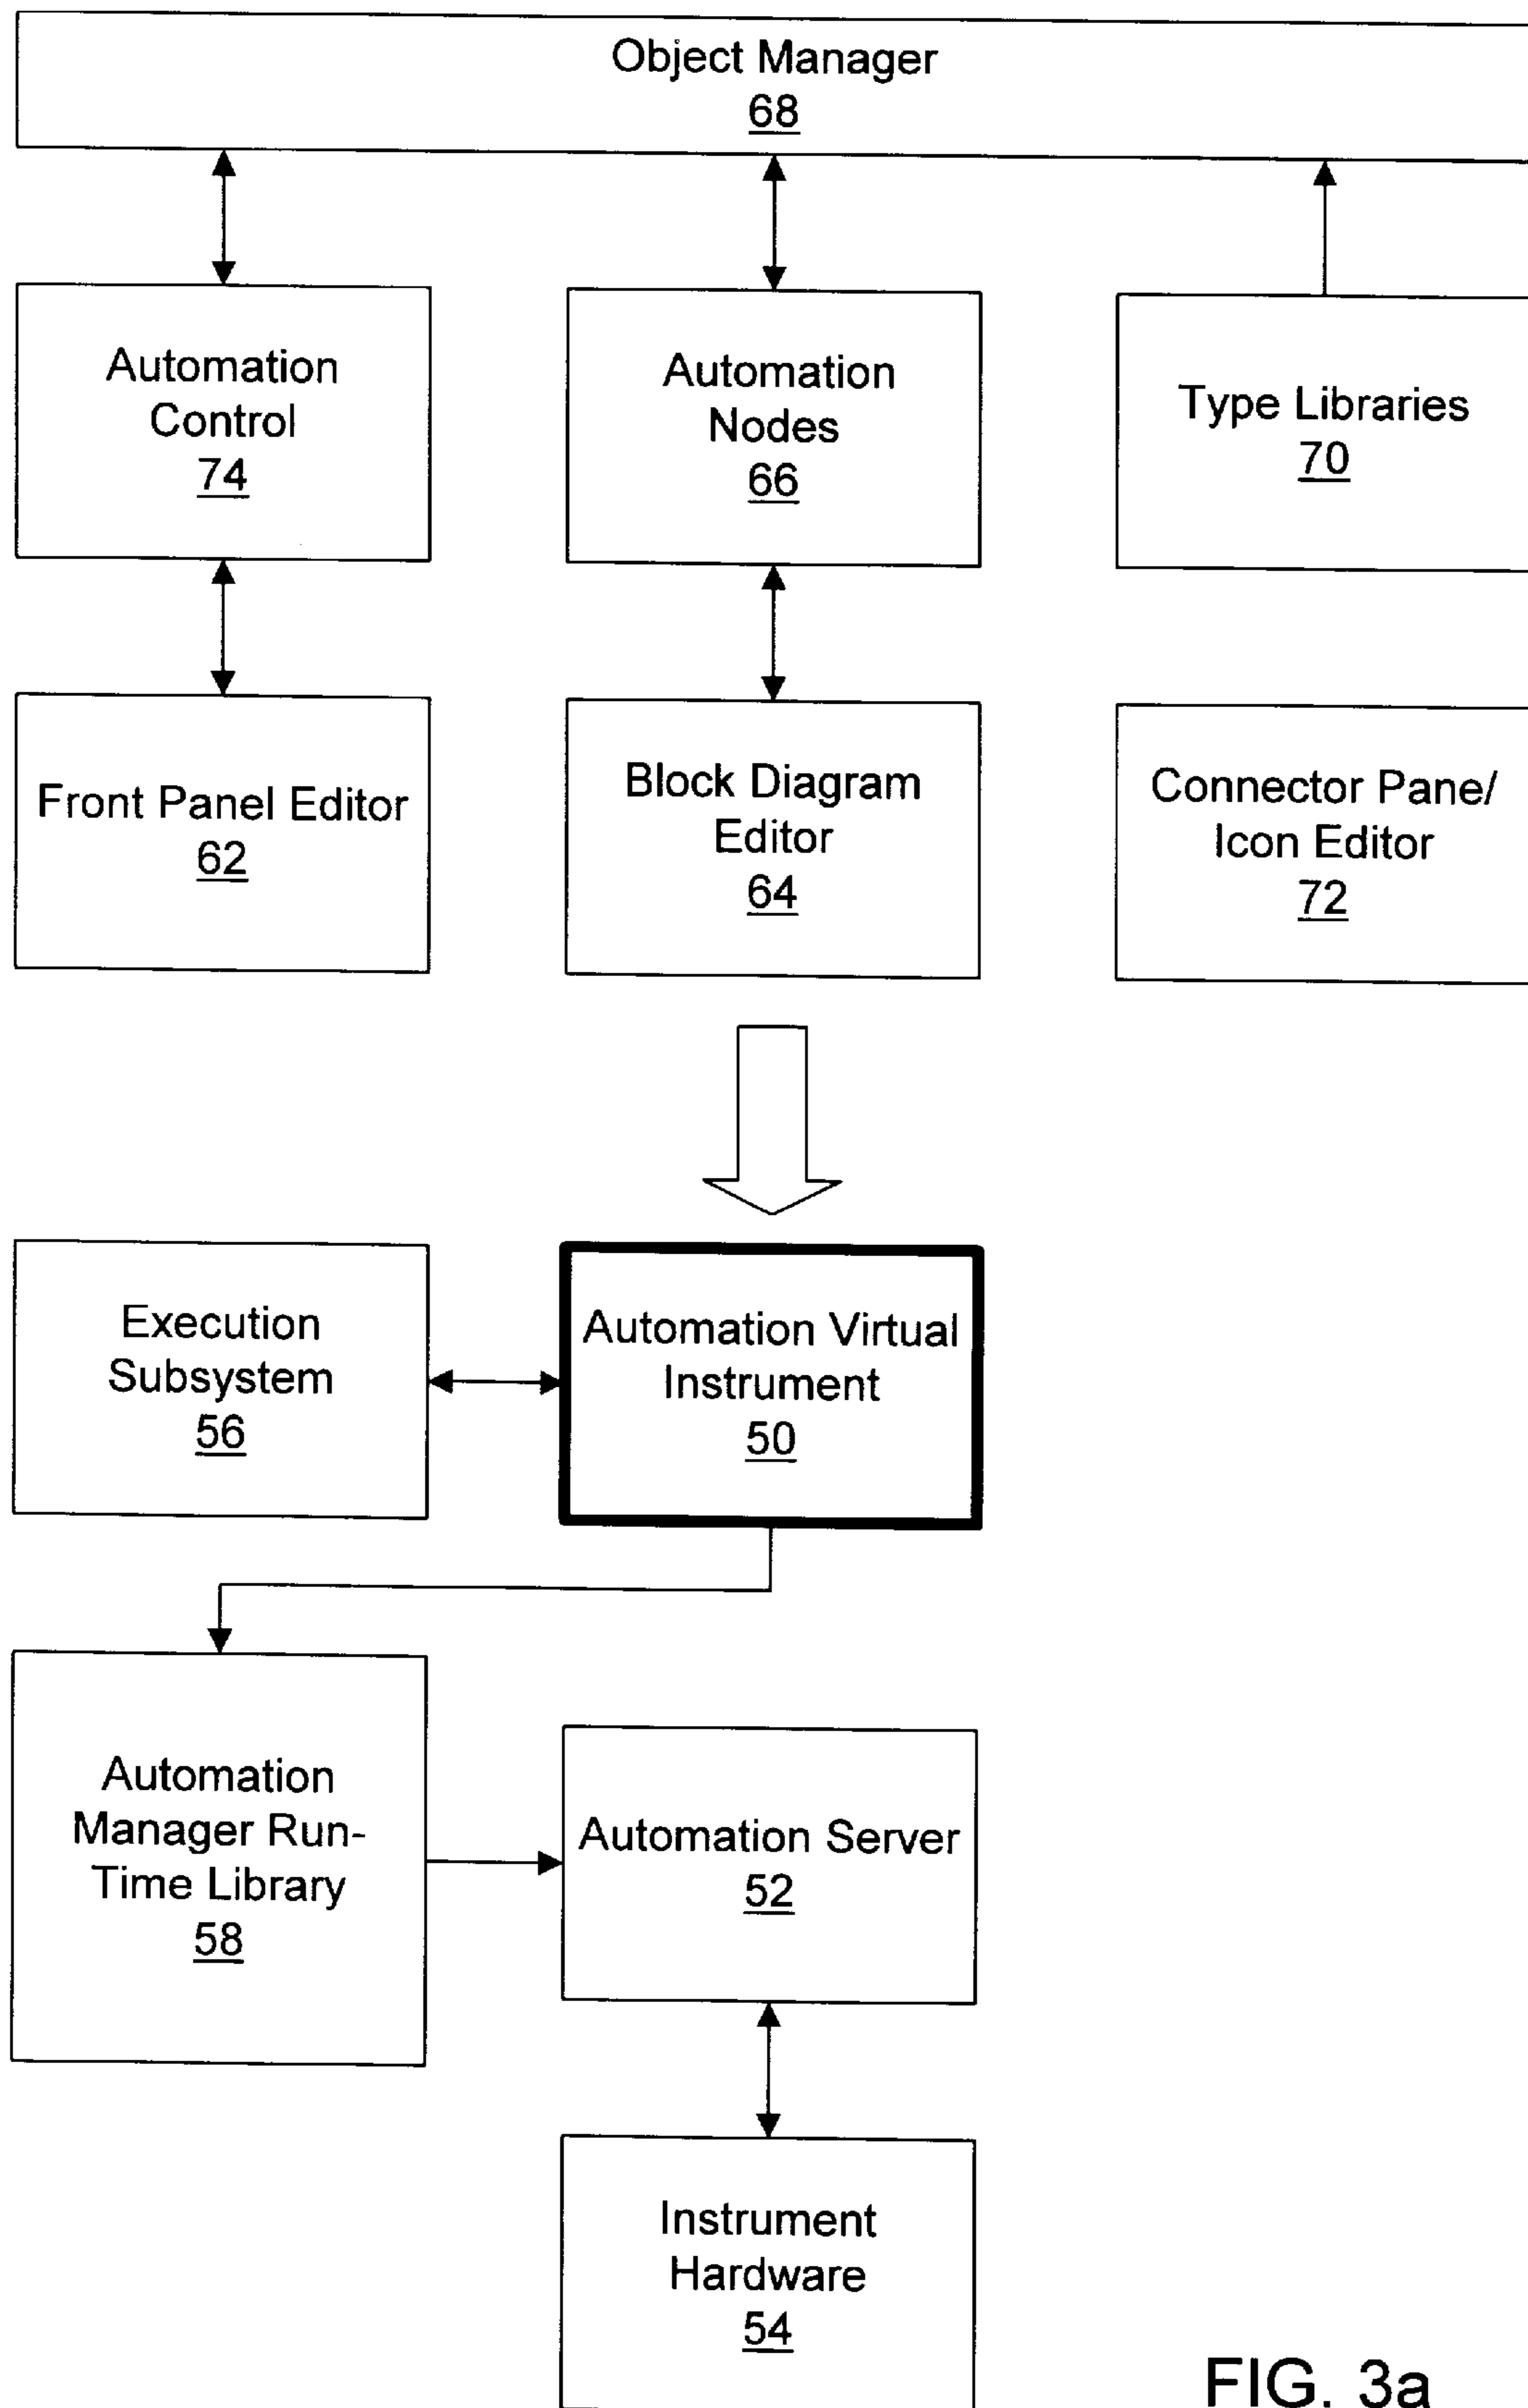 Object Manager
68
Automation
Control
74
Automation
Nodes
66
Type Libraries
70
Front Panel Editor
62
Block Diagram
Editor
64
Connector Pane/
Icon Editor
72
Execution
Subsystem
56
Automation Virtual
Instrument
50
Automation
Manager Run-
Time Library
58
Automation Server
52
Instrument
Hardware
54
FIG. 3a